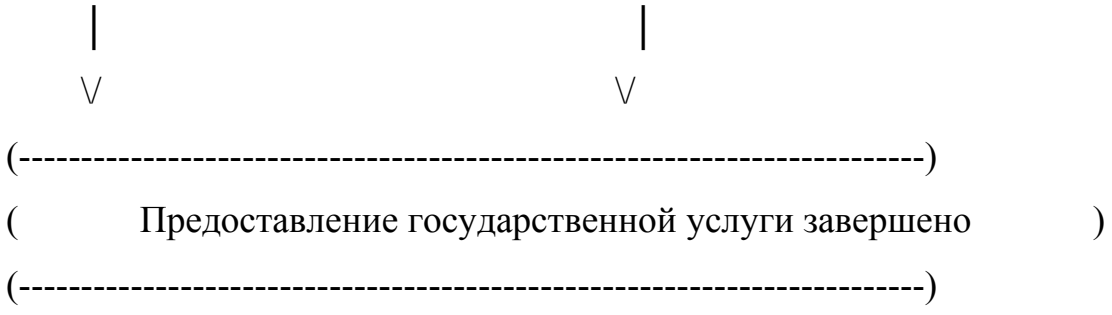 |                                                         |
\/                                                        \/
(-------------------------------------------------------------------------)
( Предоставление государственной услуги завершено )
(-------------------------------------------------------------------------)